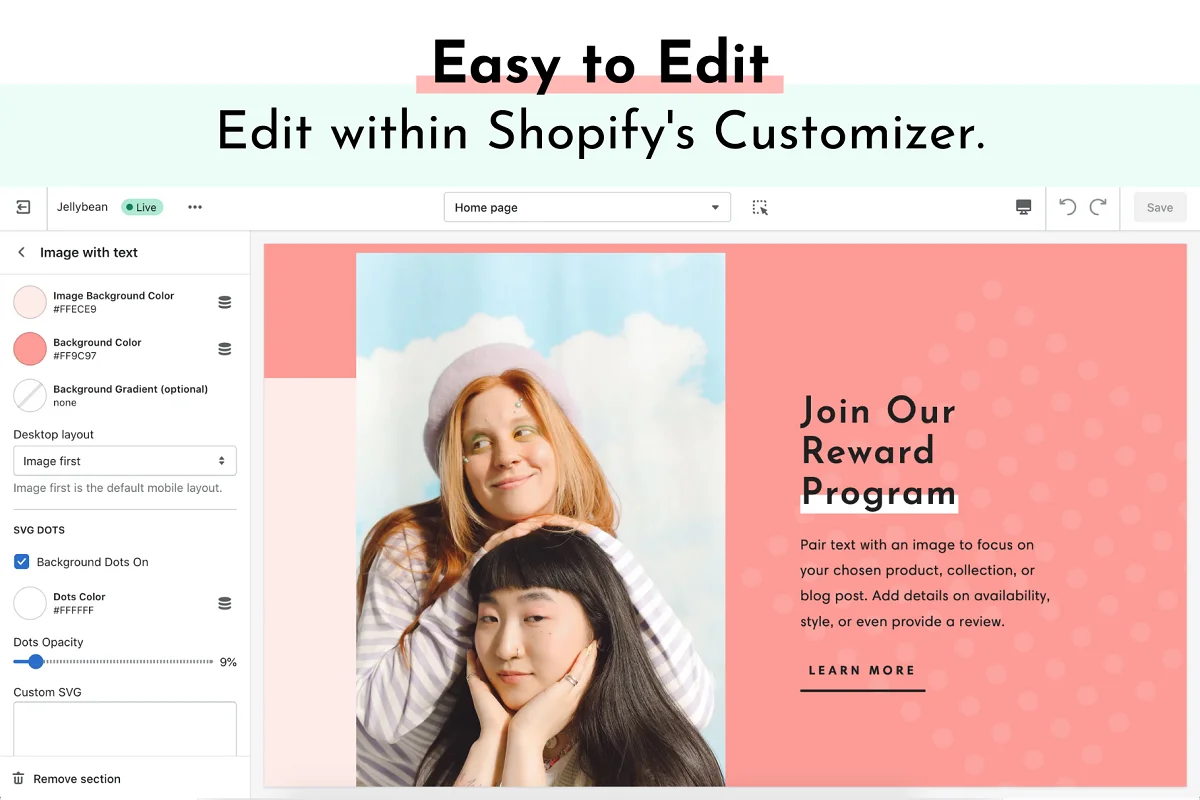 Easy to Edit
Edit within Shopify's Customizer.
Jellybean
Live
Home page
Save
Image with text
Image Background Color
#FFECE9
Background Color
#FF9C97
Background Gradient (optional)
none
Desktop layout
Image first
Image first is the default mobile layout.
SVG DOTS
Background Dots On
Dots Color
#FFFFFF
Dots Opacity
9%
Custom SVG
Remove section
Join Our
Reward
Program
Pair text with an image to focus on
your chosen product, collection, or
blog post. Add details on availability,
style, or even provide a review.
LEARN MORE